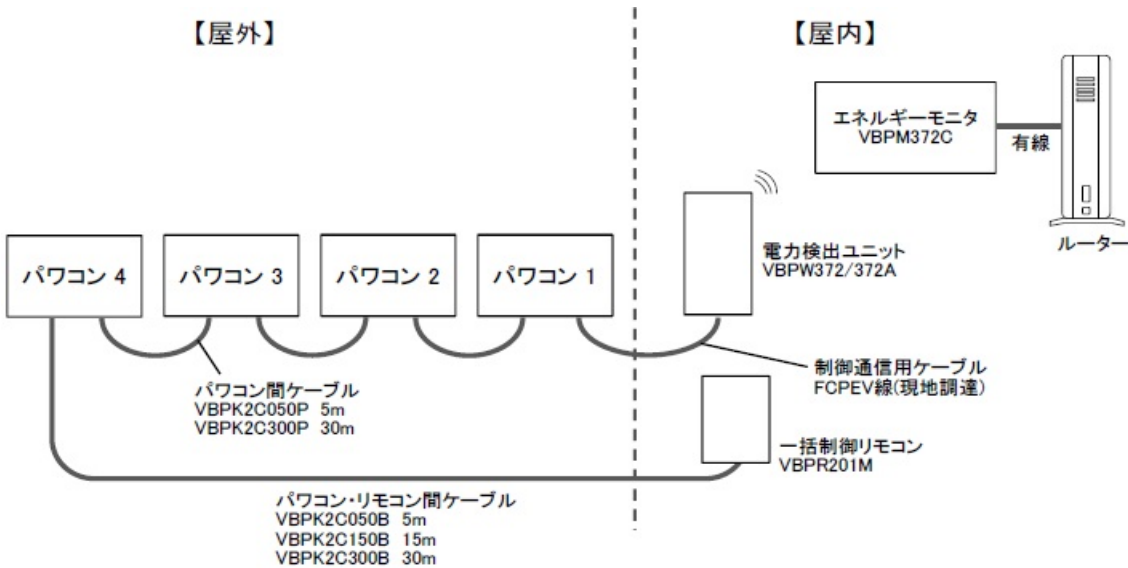 【屋外】
【屋内】
エネルギーモニタ
VBPM372C
有線
ルーター
電力検出ユニット
VBPW372/372A
パワコン 4
パワコン 3
パワコン 2
パワコン 1
制御通信用ケーブル
FCPEV線(現地調達)
パワコン間ケーブル
VBPK2C050P 5m
VBPK2C300P 30m
一括制御リモコン
VBPR201M
パワコン・リモコン間ケーブル
VBPK2C050B 5m
VBPK2C150B 15m
VBPK2C300B 30m